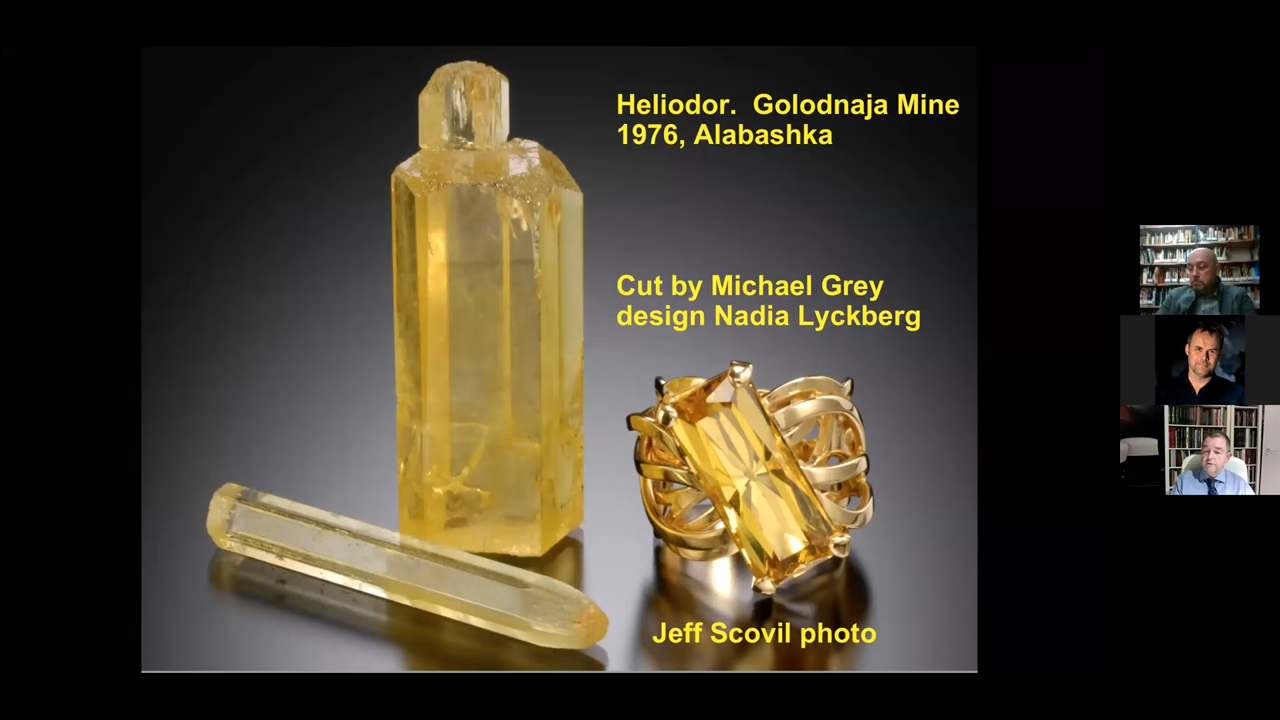 Heliodor. Golodnaja Mine
1976, Alabashka
Cut by Michael Grey
design Nadia Lyckberg
Jeff Scovil photo